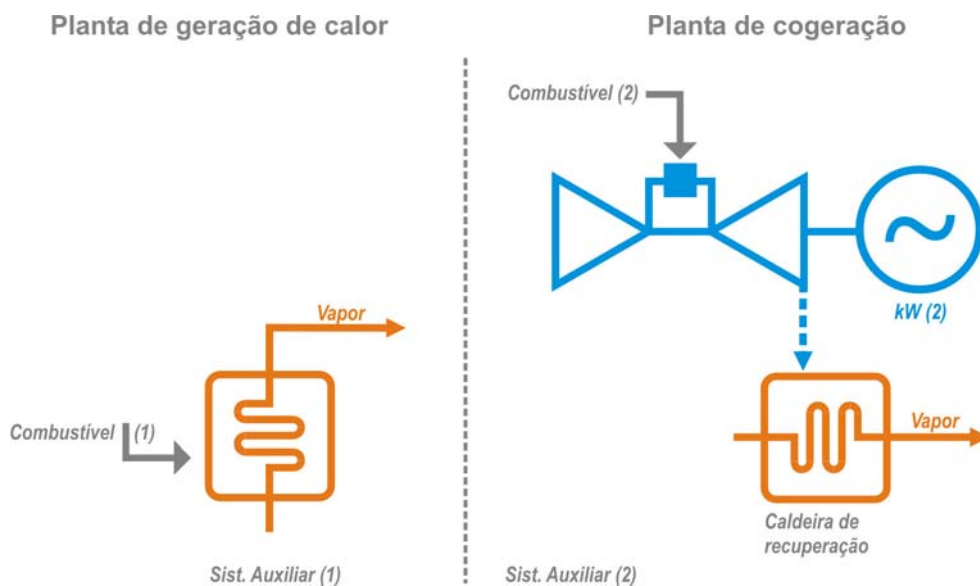 Planta de geração de calor
Vapor
Combustível (1)
Sist. Auxiliar (1)
Planta de cogeração
Combustível (2)
kW (2)
Vapor
Caldeira de
recuperação
Sist. Auxiliar (2)